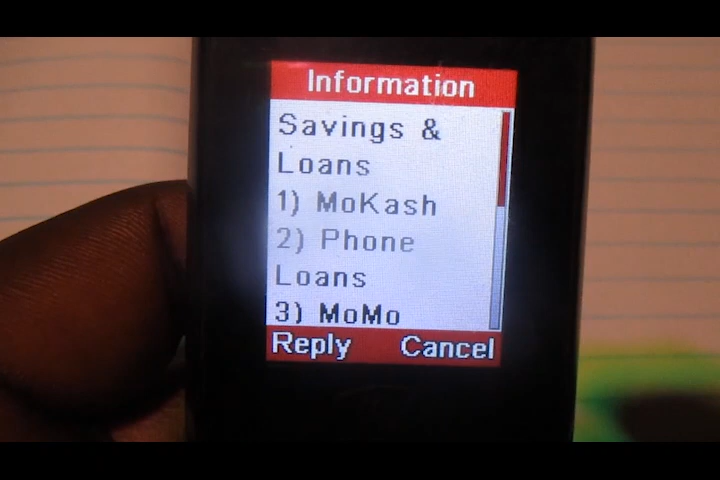 Information
Savings &
Loans
1) MoKash
2) Phone
Loans
3) MoMo
Reply Cancel